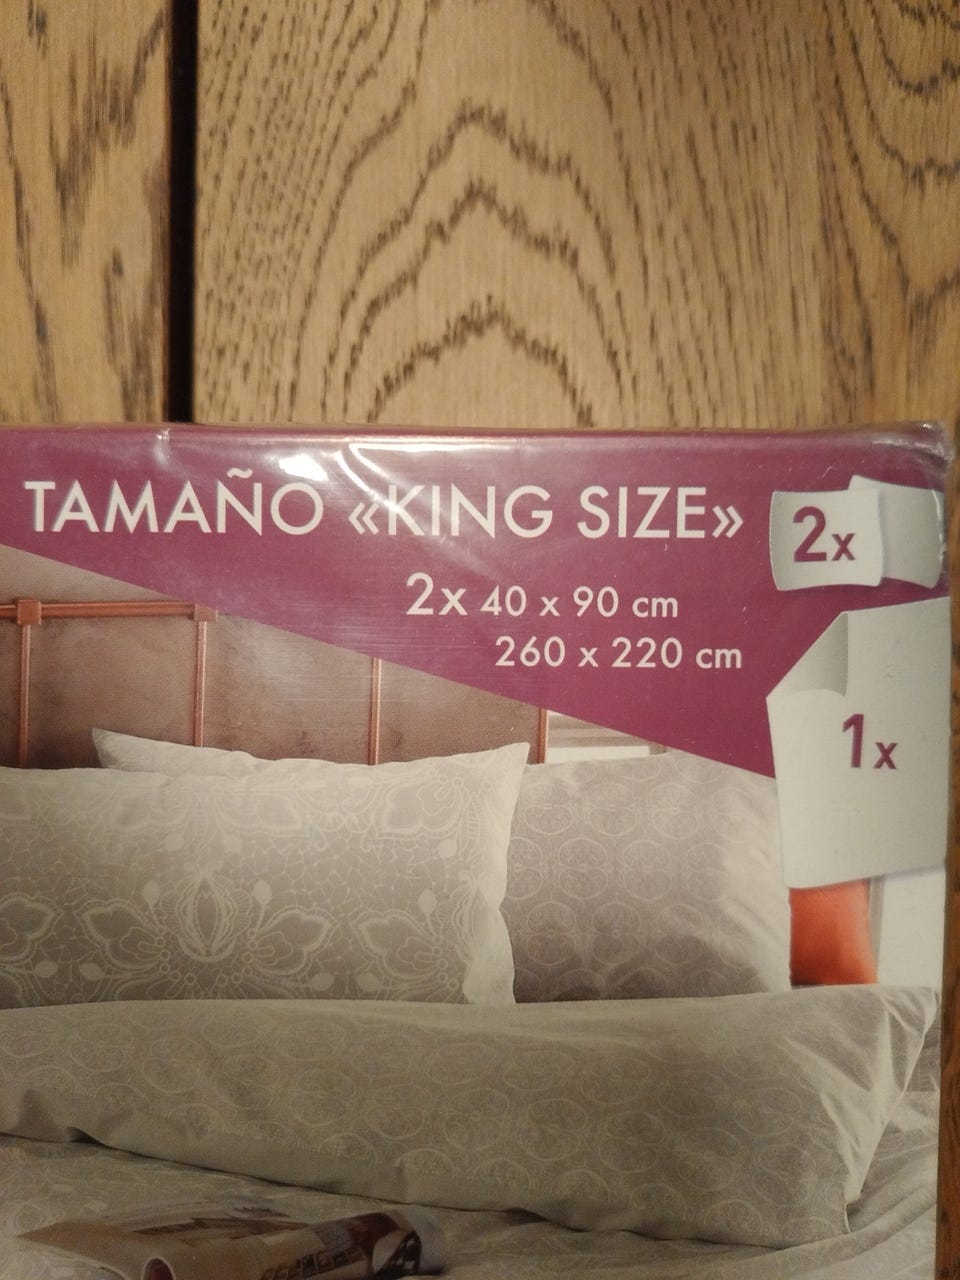 TAMAÑO «KING SIZE»
2x
2x 40 x 90 cm
260 x 220 cm
1x